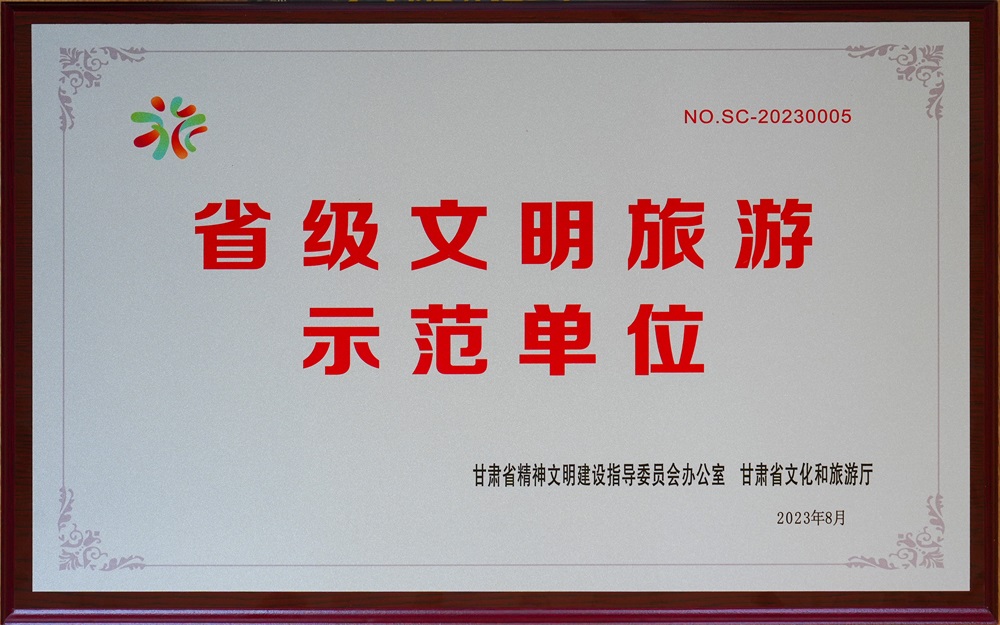 NO.SC-20230005
省级文明旅游
示范单位
甘肃省精神文明建设指导委员会办公室 甘肃省文化和旅游厅
2023年8月